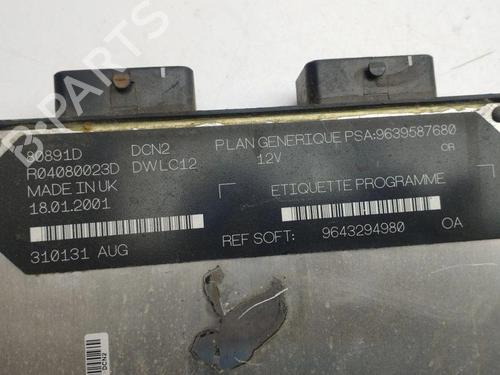 B-PARTS
80891D DCN2 PLAN GENERIQUE PSA:9639587680
R04080023D DWLC12 12V CR
MADE IN UK
18.01.2001 ETIQUETTE PROGRAMME
310131 AUG REF SOFT: 9643294980 OA
DCN2